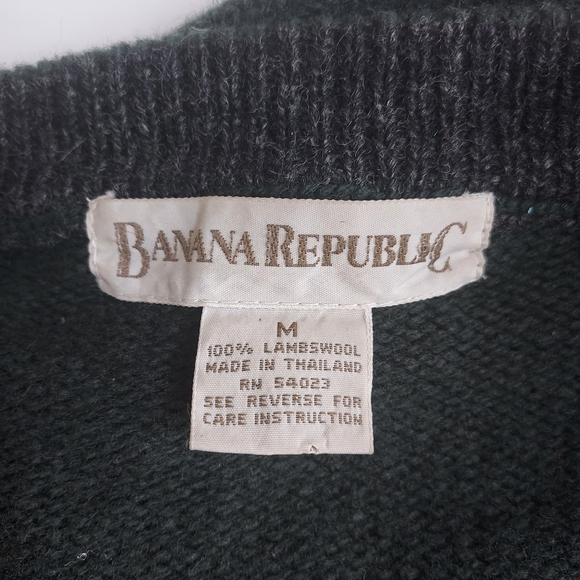 BANANA REPUBLIC
M
100% LAMBSWOOL
MADE IN THAILAND
RN 54023
SEE REVERSE FOR
CARE INSTRUCTION